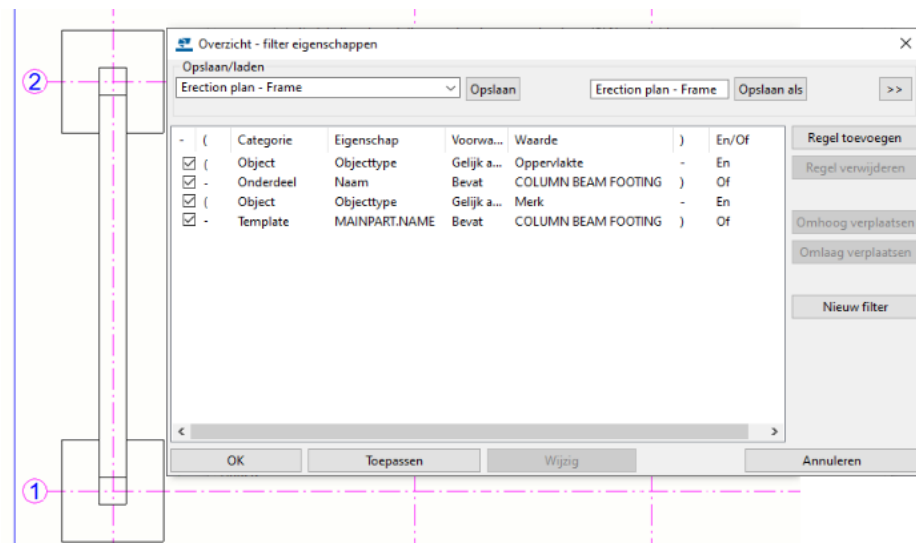 Overzicht - filter eigenschappen
Opslaan/laden
Erection plan - Frame Opslaan Erection plan - Frame Opslaan als >>
- ( Categorie Eigenschap Voorwa... Waarde ) En/Of
( Object Objecttype Gelijk a... Oppervlakte - En
- Onderdeel Naam Bevat COLUMN BEAM FOOTING ) Of
( Object Objecttype Gelijk a... Merk - En
- Template MAINPART.NAME Bevat COLUMN BEAM FOOTING ) Of
Regel toevoegen
Regel verwijderen
Omhoog verplaatsen
Omlaag verplaatsen
Nieuw filter
OK Toepassen Wijzig Annuleren
2
1